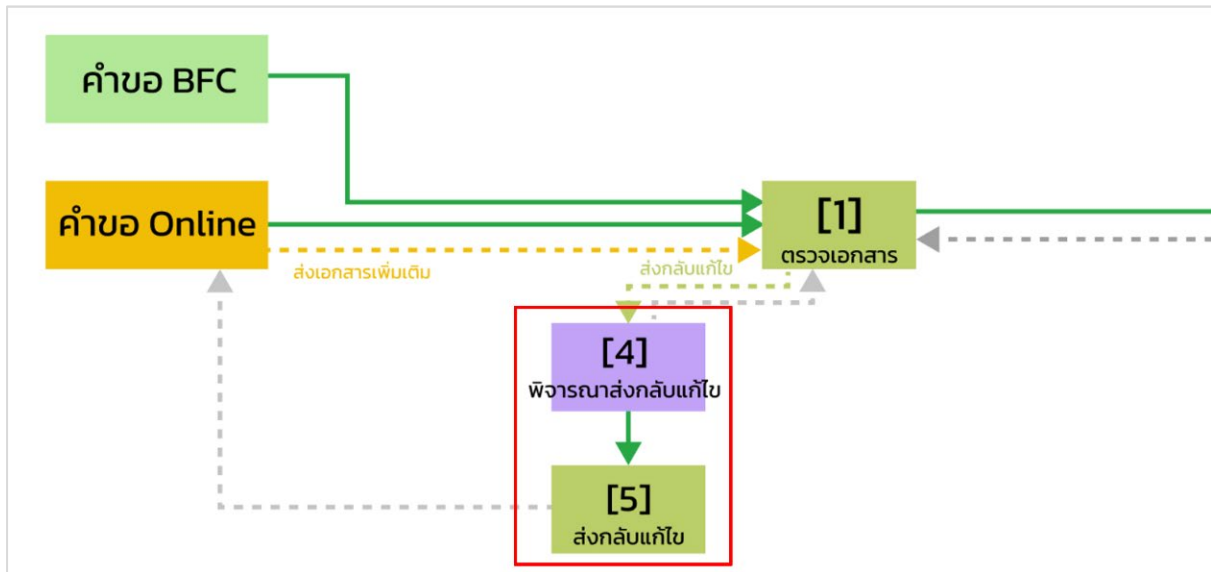 คำขอ BFC
คำขอ Online
[1]
ตรวจเอกสาร
ส่งเอกสารเพิ่มเติม
ส่งกลับแก้ไข
[4]
พิจารณาส่งกลับแก้ไข
[5]
ส่งกลับแก้ไข